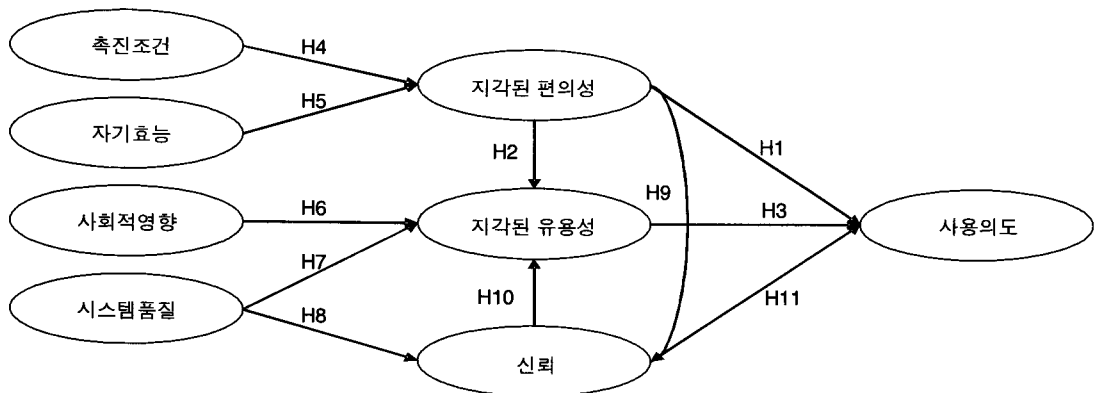 촉진조건
H4
지각된 편의성
H5
자기효능
H2
H1
H9
사회적영향
H6
지각된 유용성
H3
사용의도
H7
시스템품질
H8
H10
H11
신뢰